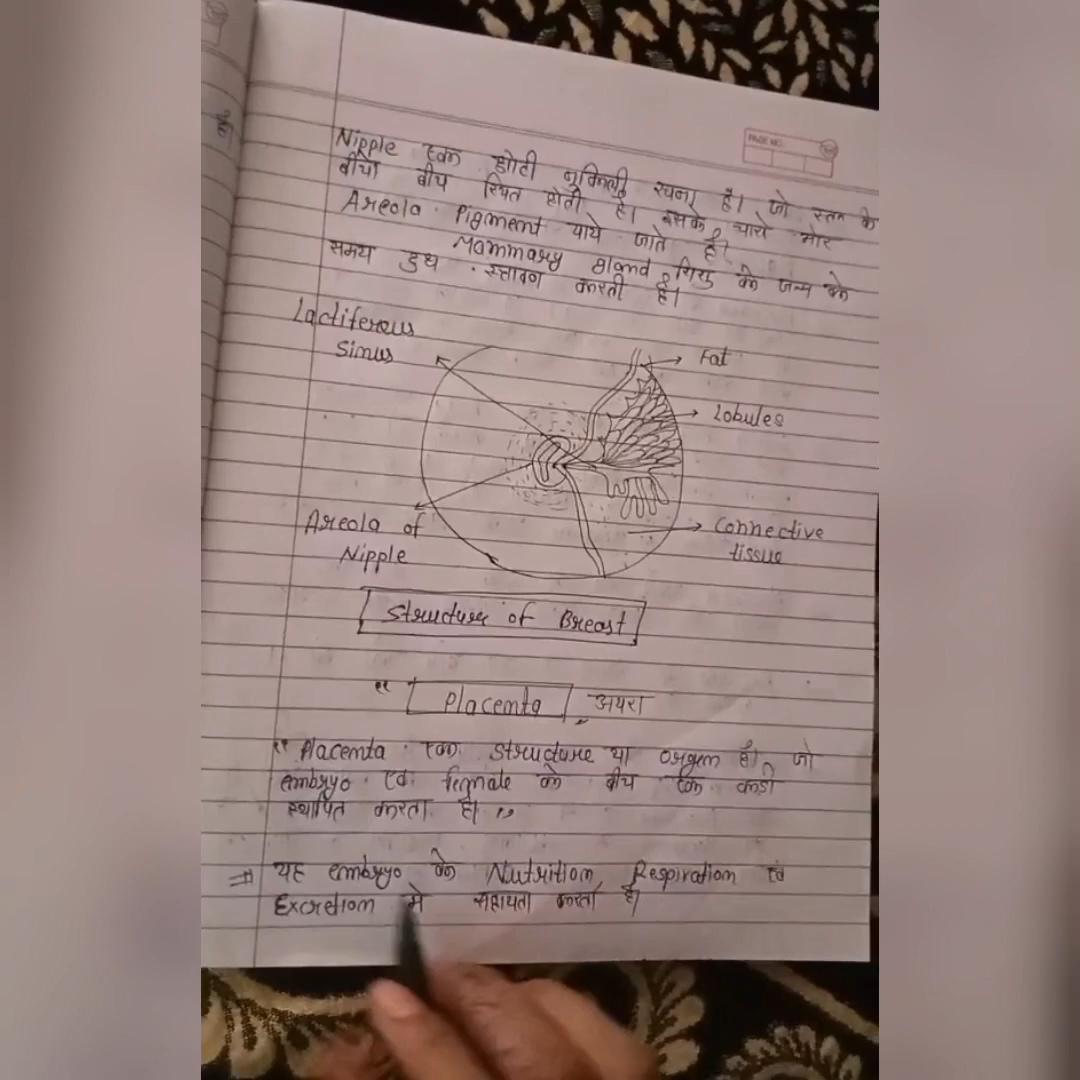 है।
PAGE NO.
Nipple एक छोटी नुकिली रचना है। जो स्तन के
बीचो बीच स्थित होती है। इसके चारो ओर
Areola Pigment पाये जाते है।
Mammary gland शिशु के जन्म के
समय दुध स्त्रावण करती है।
Lactiferous
Sinus
Fat
Lobules
Areola of
Nipple
Connective
tissue
Structure of Breast
" Placenta " अपरा
" Placenta एक structure या organ है। जो
embryo एवं female के बीच एक कडी
स्थापित करता है। "
⇒ यह embryo के Nutrition, Respiration एवं
Excretion मे सहायता करता है।